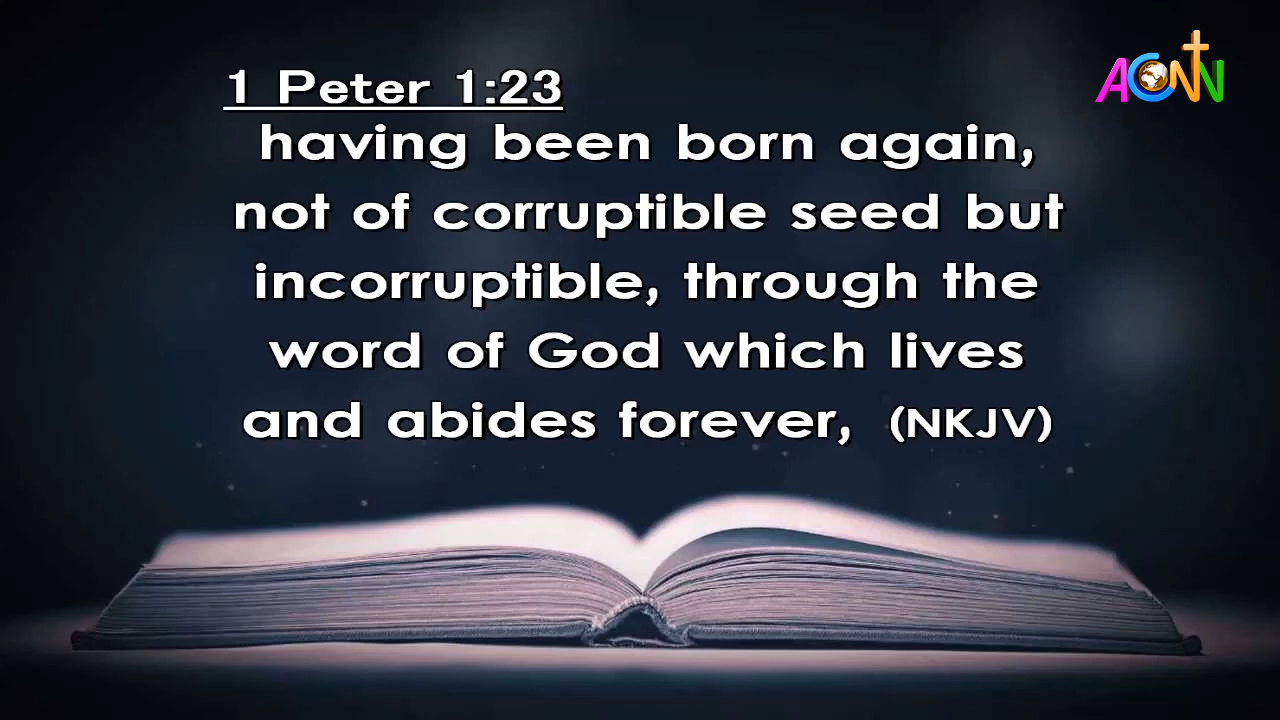 1 Peter 1:23
ACNN
having been born again,
not of corruptible seed but
incorruptible, through the
word of God which lives
and abides forever, (NKJV)